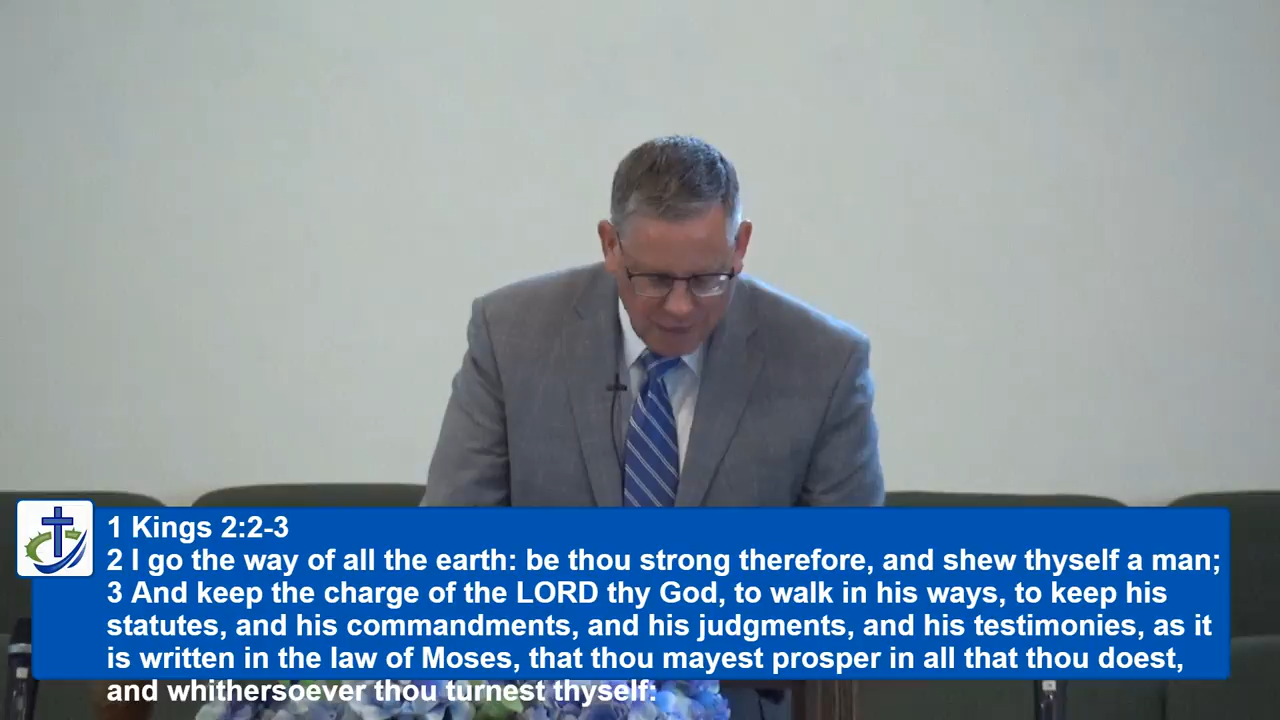 1 Kings 2:2-3
2 I go the way of all the earth: be thou strong therefore, and shew thyself a man;
3 And keep the charge of the LORD thy God, to walk in his ways, to keep his
statutes, and his commandments, and his judgments, and his testimonies, as it
is written in the law of Moses, that thou mayest prosper in all that thou doest,
and whithersoever thou turnest thyself: